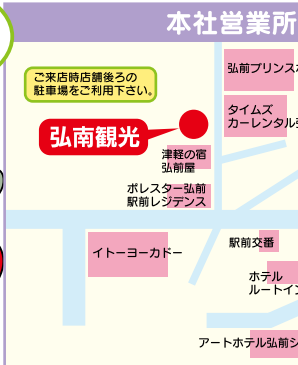 本社営業所
ご来店時店舗後ろの
駐車場をご利用下さい。
弘前プリンスホ
タイムズ
カーレンタル弘
弘南観光
津軽の宿
弘前屋
ポレスター弘前
駅前レジデンス
イトーヨーカドー
駅前交番
ホテル
ルートイン
アートホテル弘前シ